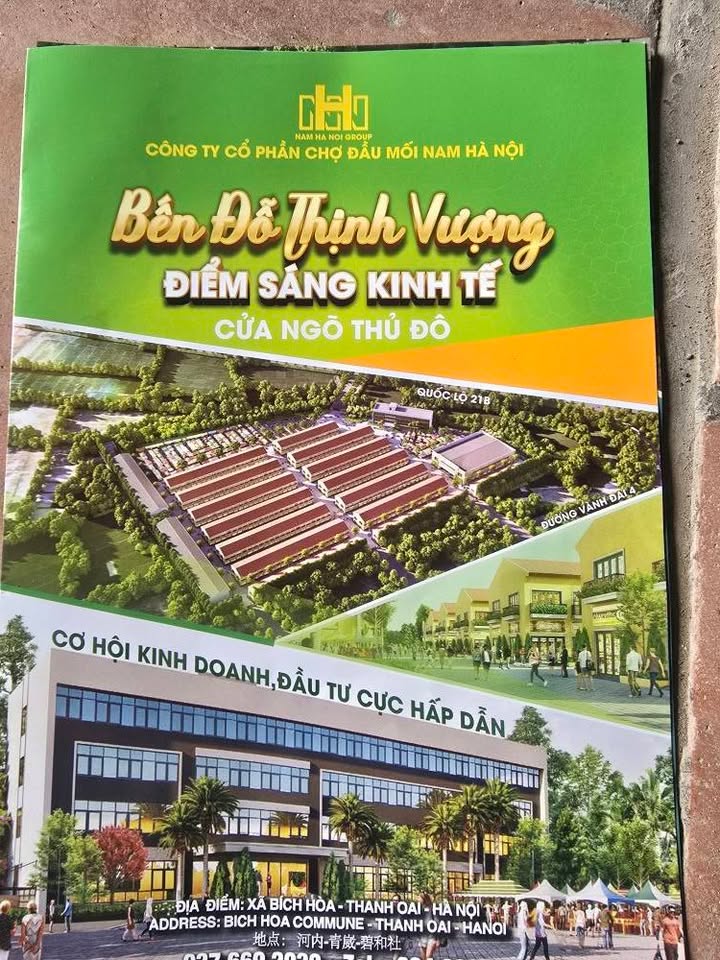 NAM HA NOI GROUP
CÔNG TY CỔ PHẦN CHỢ ĐẦU MỐI NAM HÀ NỘI
Bến Đỗ Thịnh Vượng
ĐIỂM SÁNG KINH TẾ
CỬA NGÕ THỦ ĐÔ
QUỐC LỘ 21B
ĐƯỜNG VÀNH ĐAI 4
CƠ HỘI KINH DOANH,ĐẦU TƯ CỰC HẤP DẪN
ĐỊA ĐIỂM: XÃ BÍCH HÒA - THANH OAI - HÀ NỘI
ADDRESS: BICH HOA COMMUNE - THANH OAI - HANOI
地点: 河内-青崴-碧和社